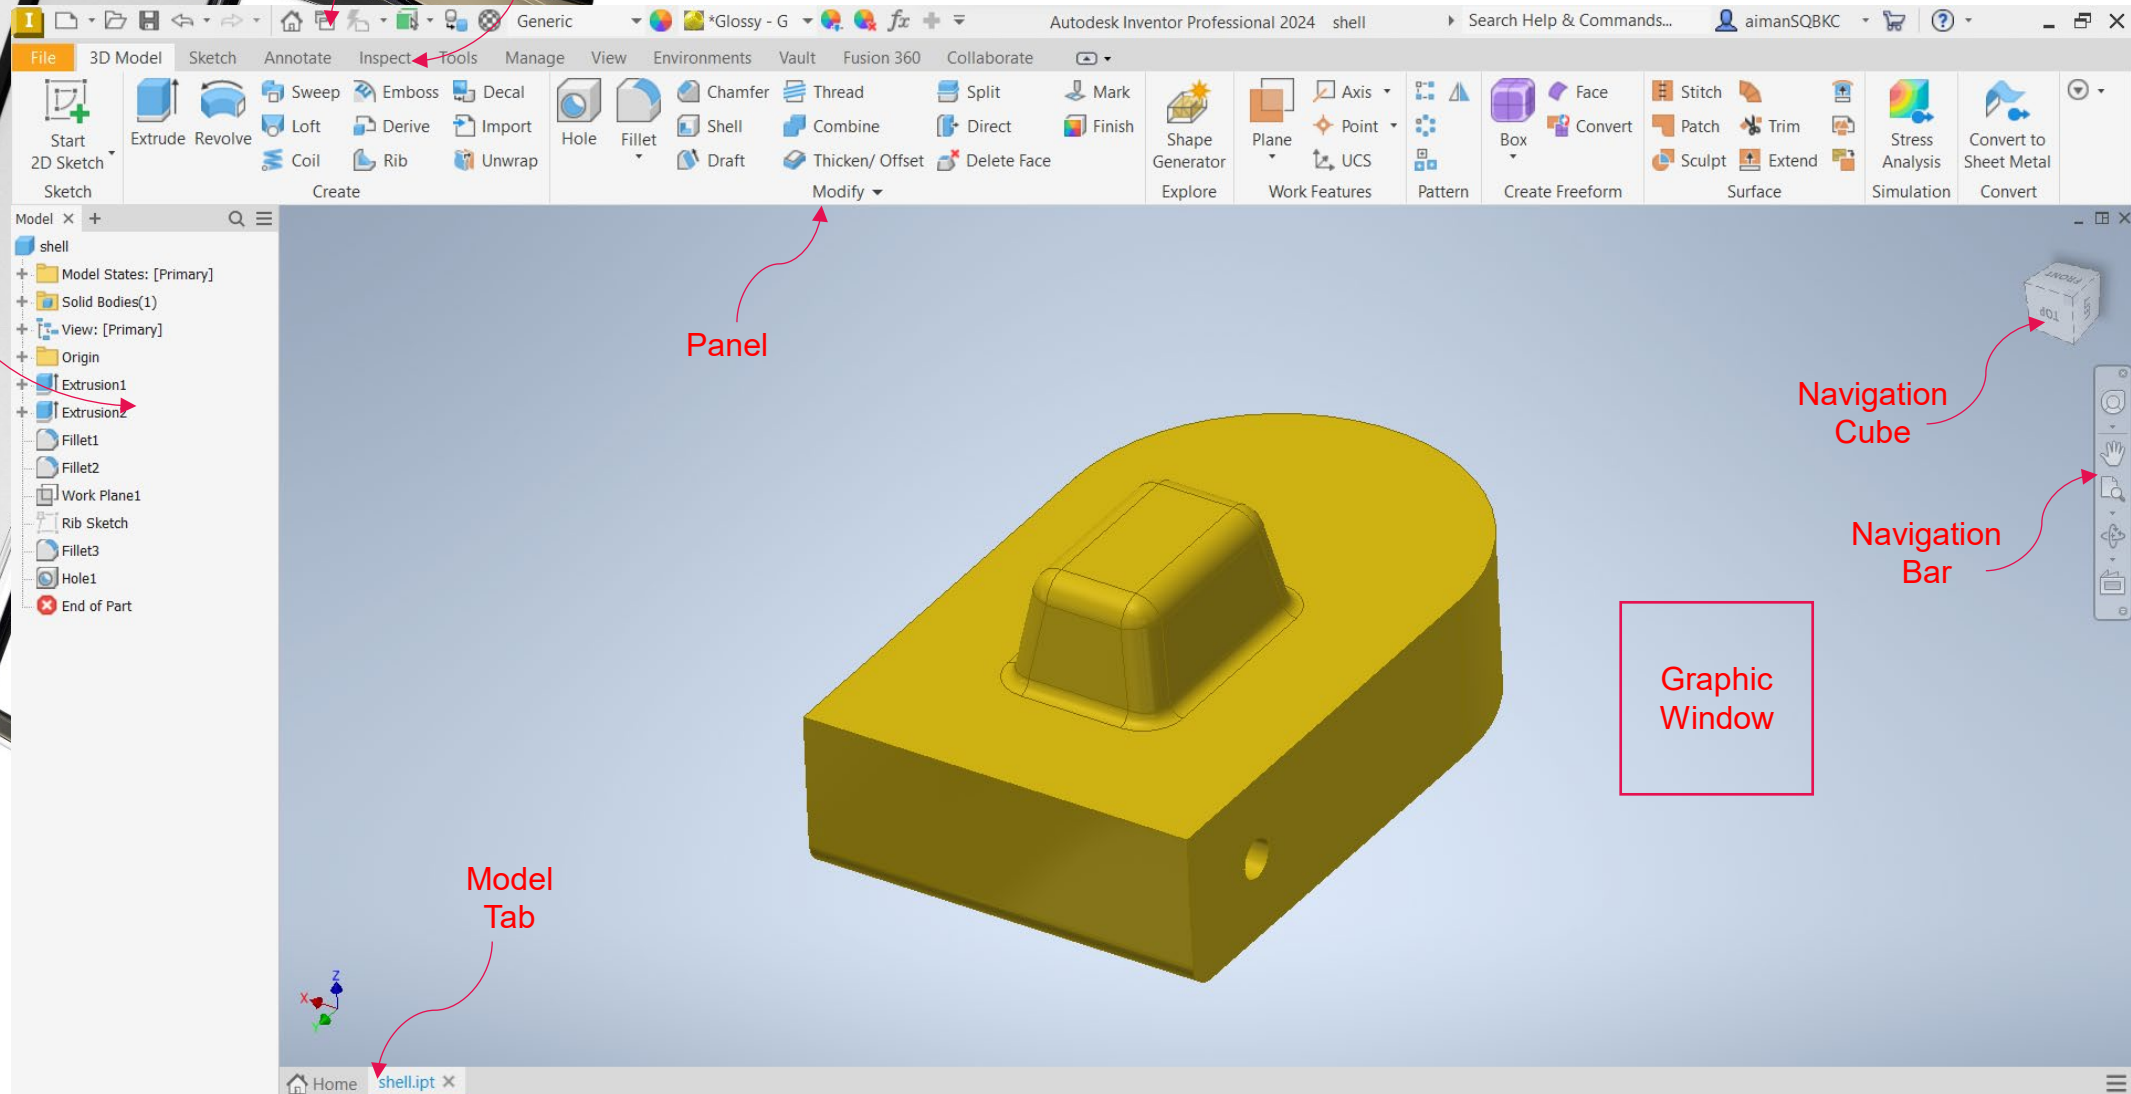 Generic
*Glossy - G
fx
Autodesk Inventor Professional 2024 shell
Search Help & Commands...
aimanSQBKC
File 3D Model Sketch Annotate Inspect Tools Manage View Environments Vault Fusion 360 Collaborate
Start
2D Sketch
Sketch
Extrude Revolve
Sweep Emboss Decal
Loft Derive Import
Coil Rib Unwrap
Create
Hole Fillet
Chamfer Thread Split Mark
Shell Combine Direct Finish
Draft Thicken/ Offset Delete Face
Modify
Shape
Generator
Explore
Plane
Axis
Point
UCS
Work Features
Pattern
Box
Face
Convert
Create Freeform
Stitch
Patch Trim
Sculpt Extend
Surface
Stress
Analysis
Simulation
Convert to
Sheet Metal
Convert
Model
shell
Model States: [Primary]
Solid Bodies(1)
View: [Primary]
Origin
Extrusion1
Extrusion2
Fillet1
Fillet2
Work Plane1
Rib Sketch
Fillet3
Hole1
End of Part
Panel
FRONT
TOP
Navigation
Cube
Navigation
Bar
Graphic
Window
Model
Tab
Z
X
Y
Home shell.ipt